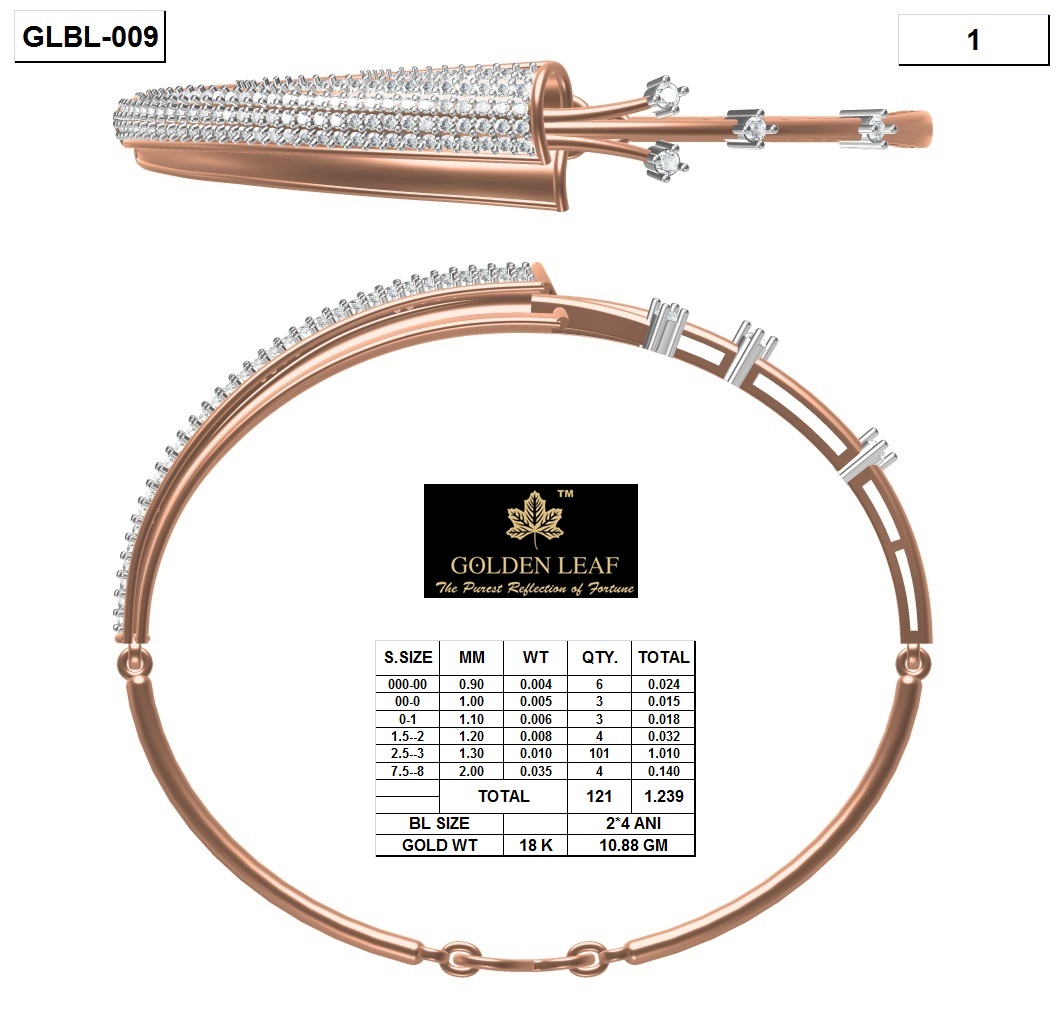 GLBL-009
1
TM
GOLDEN LEAF
The Purest Reflection of Fortune
S.SIZE MM WT QTY. TOTAL
000-00 0.90 0.004 6 0.024
00-0 1.00 0.005 3 0.015
0-1 1.10 0.006 3 0.018
1.5--2 1.20 0.008 4 0.032
2.5--3 1.30 0.010 101 1.010
7.5--8 2.00 0.035 4 0.140
TOTAL 121 1.239
BL SIZE 2*4 ANI
GOLD WT 18 K 10.88 GM